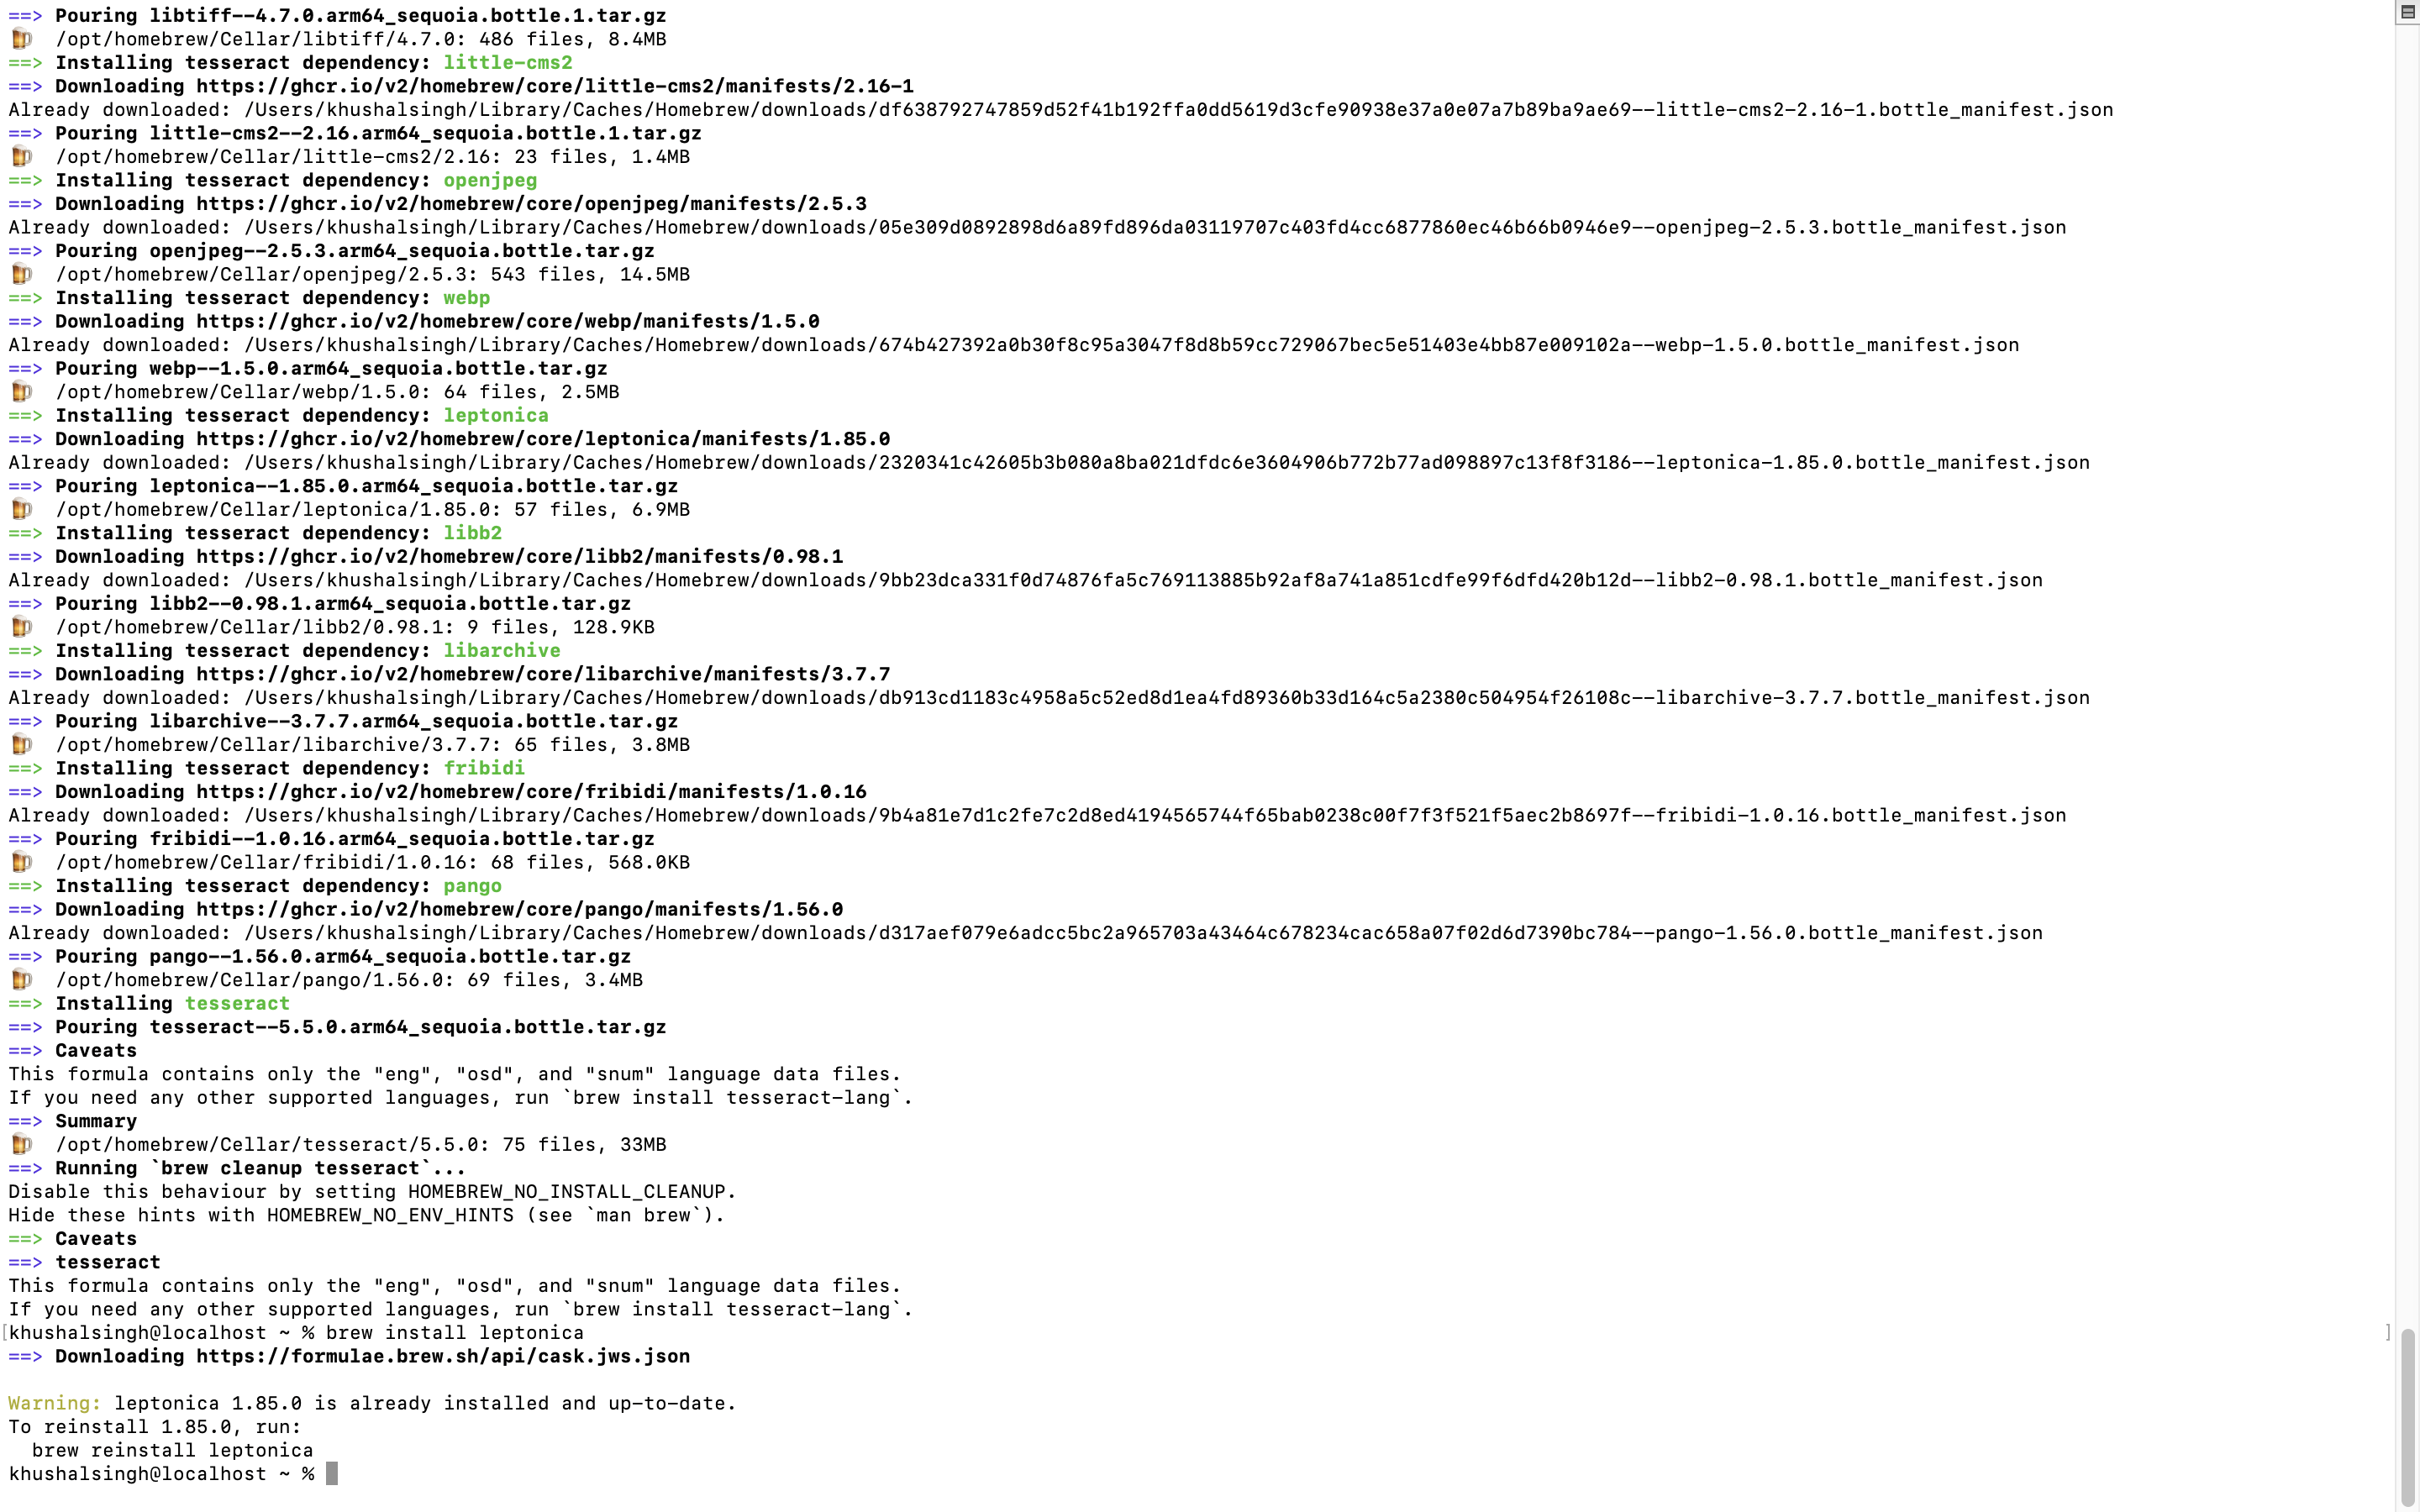 ==> Pouring libtiff--4.7.0.arm64_sequoia.bottle.1.tar.gz
🍺  /opt/homebrew/Cellar/libtiff/4.7.0: 486 files, 8.4MB
==> Installing tesseract dependency: little-cms2
==> Downloading https://ghcr.io/v2/homebrew/core/little-cms2/manifests/2.16-1
Already downloaded: /Users/khushalsingh/Library/Caches/Homebrew/downloads/df638792747859d52f41b192ffa0dd5619d3cfe90938e37a0e07a7b89ba9ae69--little-cms2-2.16-1.bottle_manifest.json
==> Pouring little-cms2--2.16.arm64_sequoia.bottle.1.tar.gz
🍺  /opt/homebrew/Cellar/little-cms2/2.16: 23 files, 1.4MB
==> Installing tesseract dependency: openjpeg
==> Downloading https://ghcr.io/v2/homebrew/core/openjpeg/manifests/2.5.3
Already downloaded: /Users/khushalsingh/Library/Caches/Homebrew/downloads/05e309d0892898d6a89fd896da03119707c403fd4cc6877860ec46b66b0946e9--openjpeg-2.5.3.bottle_manifest.json
==> Pouring openjpeg--2.5.3.arm64_sequoia.bottle.tar.gz
🍺  /opt/homebrew/Cellar/openjpeg/2.5.3: 543 files, 14.5MB
==> Installing tesseract dependency: webp
==> Downloading https://ghcr.io/v2/homebrew/core/webp/manifests/1.5.0
Already downloaded: /Users/khushalsingh/Library/Caches/Homebrew/downloads/674b427392a0b30f8c95a3047f8d8b59cc729067bec5e51403e4bb87e009102a--webp-1.5.0.bottle_manifest.json
==> Pouring webp--1.5.0.arm64_sequoia.bottle.tar.gz
🍺  /opt/homebrew/Cellar/webp/1.5.0: 64 files, 2.5MB
==> Installing tesseract dependency: leptonica
==> Downloading https://ghcr.io/v2/homebrew/core/leptonica/manifests/1.85.0
Already downloaded: /Users/khushalsingh/Library/Caches/Homebrew/downloads/2320341c42605b3b080a8ba021dfdc6e3604906b772b77ad098897c13f8f3186--leptonica-1.85.0.bottle_manifest.json
==> Pouring leptonica--1.85.0.arm64_sequoia.bottle.tar.gz
🍺  /opt/homebrew/Cellar/leptonica/1.85.0: 57 files, 6.9MB
==> Installing tesseract dependency: libb2
==> Downloading https://ghcr.io/v2/homebrew/core/libb2/manifests/0.98.1
Already downloaded: /Users/khushalsingh/Library/Caches/Homebrew/downloads/9bb23dca331f0d74876fa5c769113885b92af8a741a851cdfe99f6dfd420b12d--libb2-0.98.1.bottle_manifest.json
==> Pouring libb2--0.98.1.arm64_sequoia.bottle.tar.gz
🍺  /opt/homebrew/Cellar/libb2/0.98.1: 9 files, 128.9KB
==> Installing tesseract dependency: libarchive
==> Downloading https://ghcr.io/v2/homebrew/core/libarchive/manifests/3.7.7
Already downloaded: /Users/khushalsingh/Library/Caches/Homebrew/downloads/db913cd1183c4958a5c52ed8d1ea4fd89360b33d164c5a2380c504954f26108c--libarchive-3.7.7.bottle_manifest.json
==> Pouring libarchive--3.7.7.arm64_sequoia.bottle.tar.gz
🍺  /opt/homebrew/Cellar/libarchive/3.7.7: 65 files, 3.8MB
==> Installing tesseract dependency: fribidi
==> Downloading https://ghcr.io/v2/homebrew/core/fribidi/manifests/1.0.16
Already downloaded: /Users/khushalsingh/Library/Caches/Homebrew/downloads/9b4a81e7d1c2fe7c2d8ed4194565744f65bab0238c00f7f3f521f5aec2b8697f--fribidi-1.0.16.bottle_manifest.json
==> Pouring fribidi--1.0.16.arm64_sequoia.bottle.tar.gz
🍺  /opt/homebrew/Cellar/fribidi/1.0.16: 68 files, 568.0KB
==> Installing tesseract dependency: pango
==> Downloading https://ghcr.io/v2/homebrew/core/pango/manifests/1.56.0
Already downloaded: /Users/khushalsingh/Library/Caches/Homebrew/downloads/d317aef079e6adcc5bc2a965703a43464c678234cac658a07f02d6d7390bc784--pango-1.56.0.bottle_manifest.json
==> Pouring pango--1.56.0.arm64_sequoia.bottle.tar.gz
🍺  /opt/homebrew/Cellar/pango/1.56.0: 69 files, 3.4MB
==> Installing tesseract
==> Pouring tesseract--5.5.0.arm64_sequoia.bottle.tar.gz
==> Caveats
This formula contains only the "eng", "osd", and "snum" language data files.
If you need any other supported languages, run `brew install tesseract-lang`.
==> Summary
🍺  /opt/homebrew/Cellar/tesseract/5.5.0: 75 files, 33MB
==> Running `brew cleanup tesseract`...
Disable this behaviour by setting HOMEBREW_NO_INSTALL_CLEANUP.
Hide these hints with HOMEBREW_NO_ENV_HINTS (see `man brew`).
==> Caveats
==> tesseract
This formula contains only the "eng", "osd", and "snum" language data files.
If you need any other supported languages, run `brew install tesseract-lang`.
[khushalsingh@localhost ~ % brew install leptonica ]
==> Downloading https://formulae.brew.sh/api/cask.jws.json
Warning: leptonica 1.85.0 is already installed and up-to-date.
To reinstall 1.85.0, run:
  brew reinstall leptonica
khushalsingh@localhost ~ %